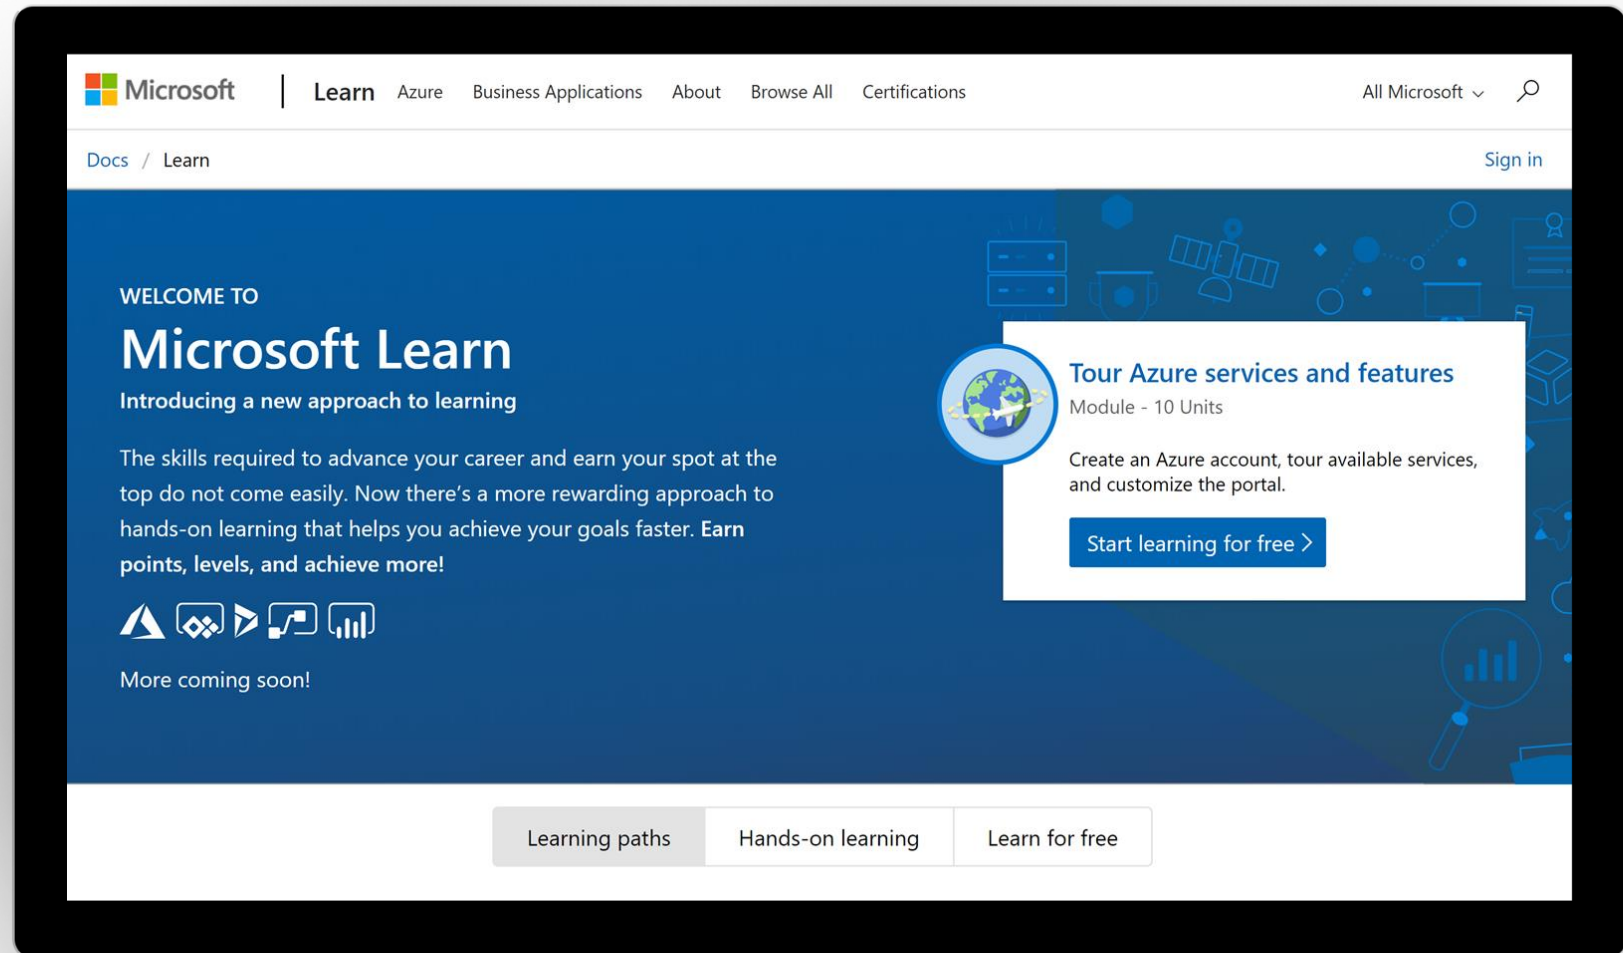 Microsoft | Learn Azure Business Applications About Browse All Certifications All Microsoft
Docs / Learn Sign in
WELCOME TO
Microsoft Learn
Introducing a new approach to learning
The skills required to advance your career and earn your spot at the
top do not come easily. Now there's a more rewarding approach to
hands-on learning that helps you achieve your goals faster. Earn
points, levels, and achieve more!
More coming soon!
Tour Azure services and features
Module - 10 Units
Create an Azure account, tour available services,
and customize the portal.
Start learning for free >
Learning paths Hands-on learning Learn for free